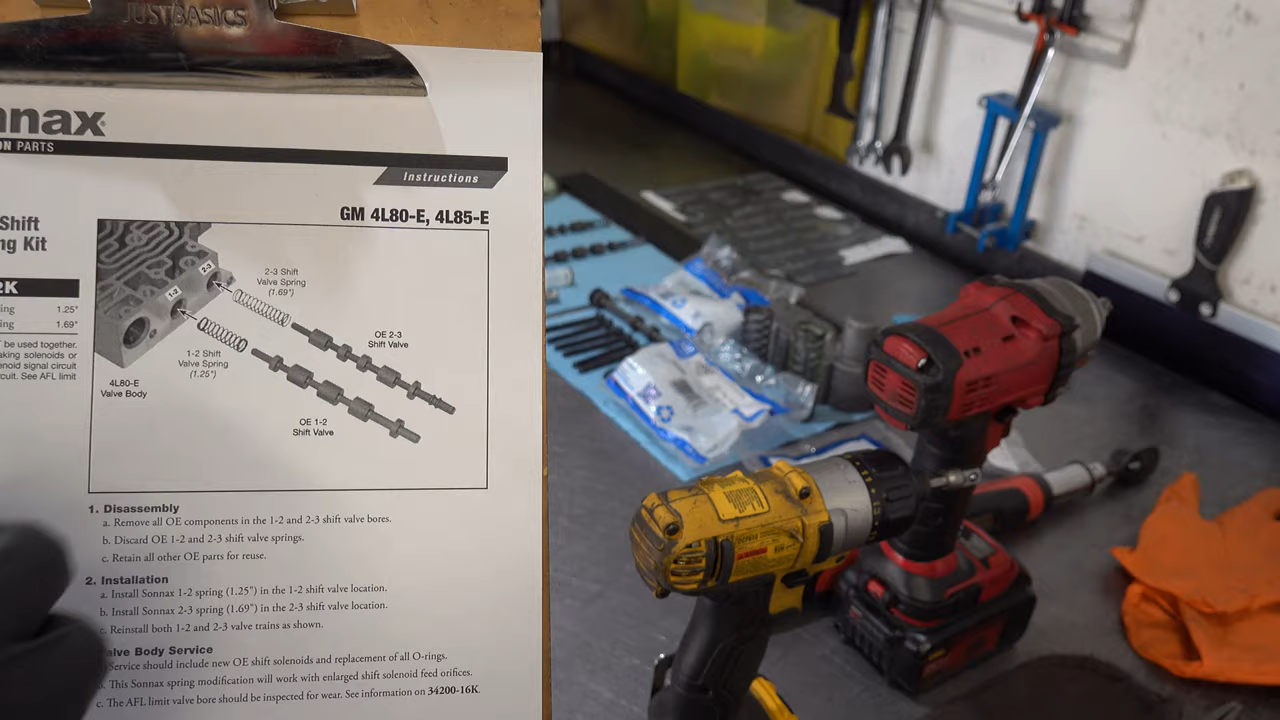 JUSTBASICS
nnax
ON PARTS
Instructions
Shift
ng Kit
GM 4L80-E, 4L85-E
2K
ing 1.25"
ing 1.69"
be used together.
aking solenoids or
enoid signal circuit
cuit. See AFL limit
2-3
1-2
2-3 Shift
Valve Spring
(1.69")
OE 2-3
Shift Valve
1-2 Shift
Valve Spring
(1.25")
4L80-E
Valve Body
OE 1-2
Shift Valve
1. Disassembly
a. Remove all OE components in the 1-2 and 2-3 shift valve bores.
b. Discard OE 1-2 and 2-3 shift valve springs.
c. Retain all other OE parts for reuse.
2. Installation
a. Install Sonnax 1-2 spring (1.25") in the 1-2 shift valve location.
b. Install Sonnax 2-3 spring (1.69") in the 2-3 shift valve location.
c. Reinstall both 1-2 and 2-3 valve trains as shown.
alve Body Service
Service should include new OE shift solenoids and replacement of all O-rings.
. This Sonnax spring modification will work with enlarged shift solenoid feed orifices.
c. The AFL limit valve bore should be inspected for wear. See information on 34200-16K.